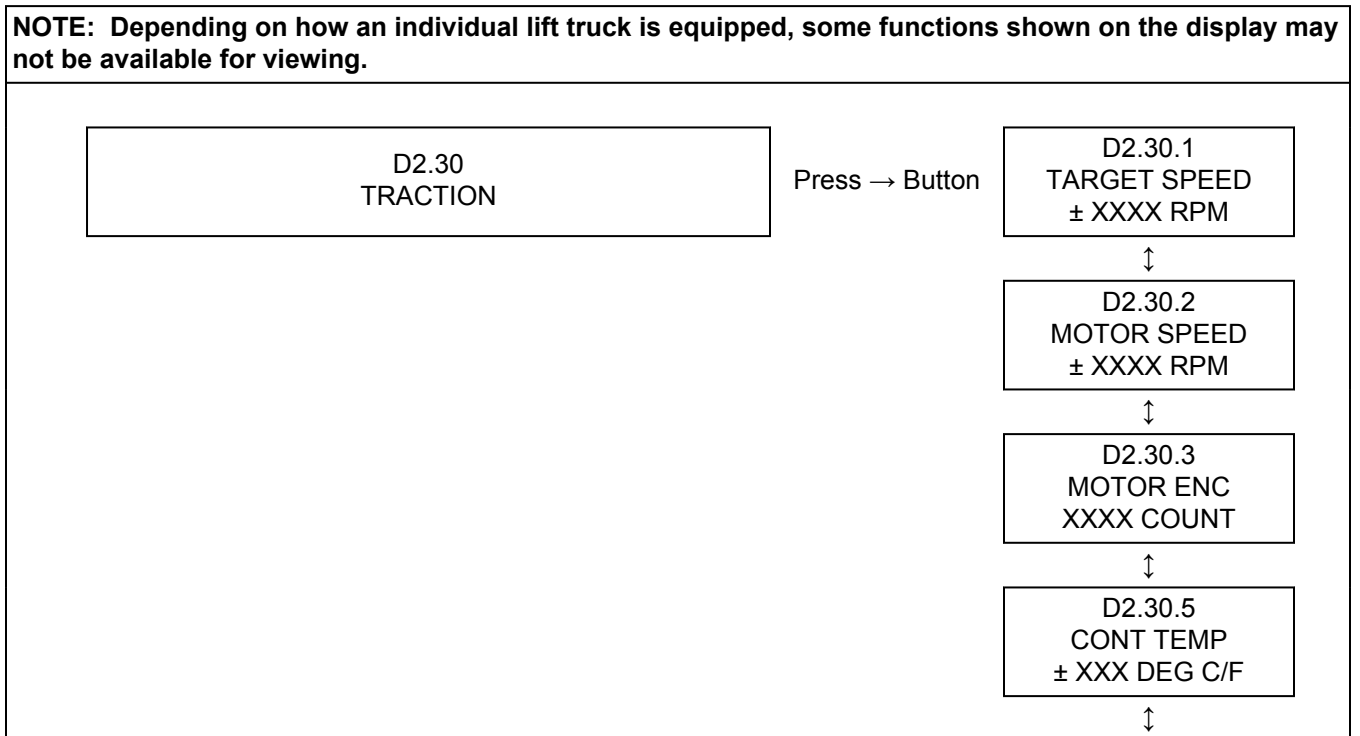 NOTE: Depending on how an individual lift truck is equipped, some functions shown on the display may
not be available for viewing.
D2.30
TRACTION
Press → Button
D2.30.1
TARGET SPEED
± XXXX RPM
↕
D2.30.2
MOTOR SPEED
± XXXX RPM
↕
D2.30.3
MOTOR ENC
XXXX COUNT
↕
D2.30.5
CONT TEMP
± XXX DEG C/F
↕